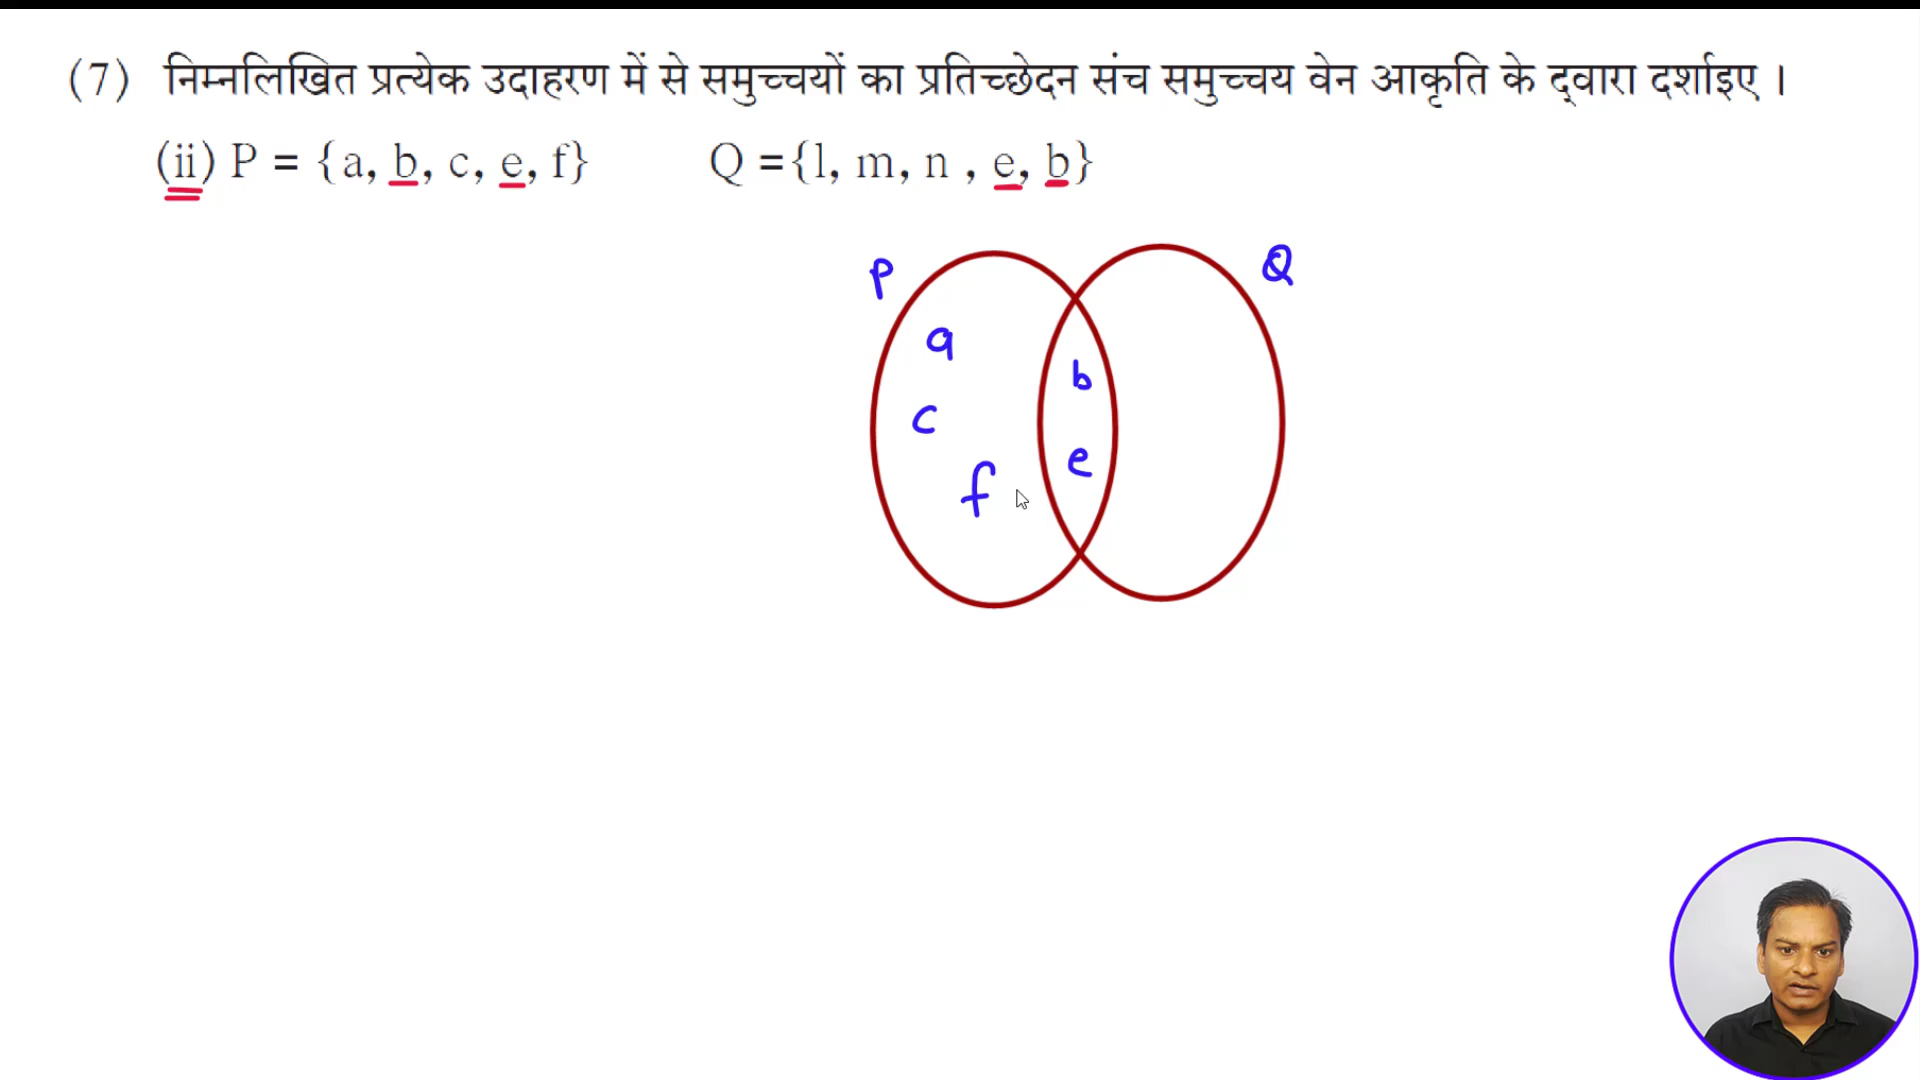 (7) निम्नलिखित प्रत्येक उदाहरण में से समुच्चयों का प्रतिच्छेदन संच समुच्चय वेन आकृति के द्‌वारा दर्शाइए ।
(ii) P = {a, b, c, e, f} Q ={l, m, n , e, b}
P Q
a
b
c
e
f